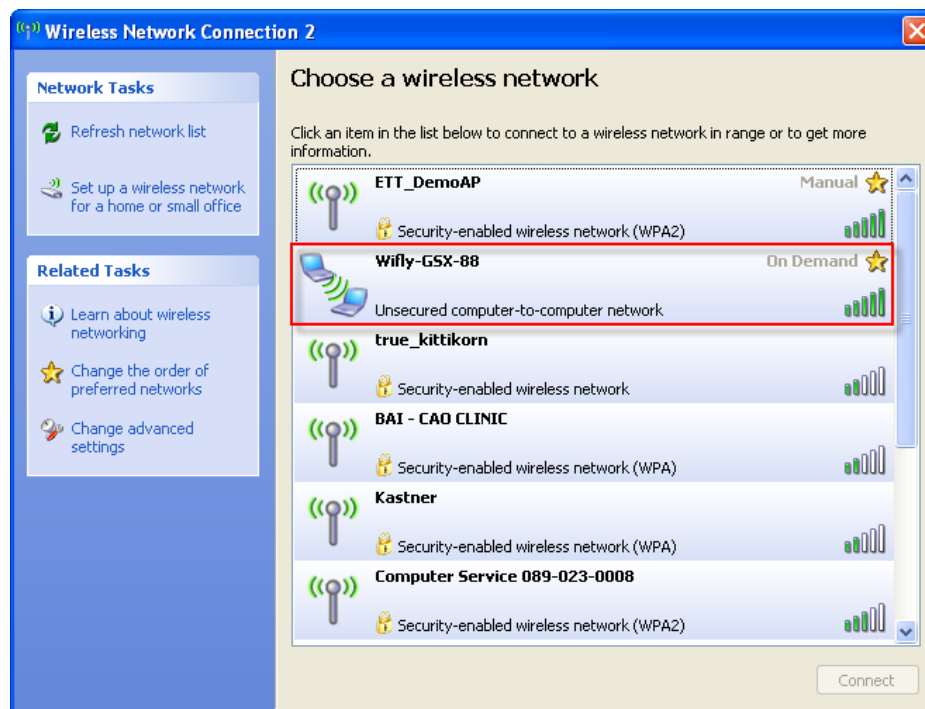 Wireless Network Connection 2
Network Tasks
Refresh network list
Set up a wireless network
for a home or small office
Related Tasks
Learn about wireless
networking
Change the order of
preferred networks
Change advanced
settings
Choose a wireless network
Click an item in the list below to connect to a wireless network in range or to get more
information.
ETT_DemoAP Manual
Security-enabled wireless network (WPA2)
Wifly-GSX-88 On Demand
Unsecured computer-to-computer network
true_kittikorn
Security-enabled wireless network
BAI - CAO CLINIC
Security-enabled wireless network (WPA)
Kastner
Security-enabled wireless network (WPA)
Computer Service 089-023-0008
Security-enabled wireless network (WPA2)
Connect